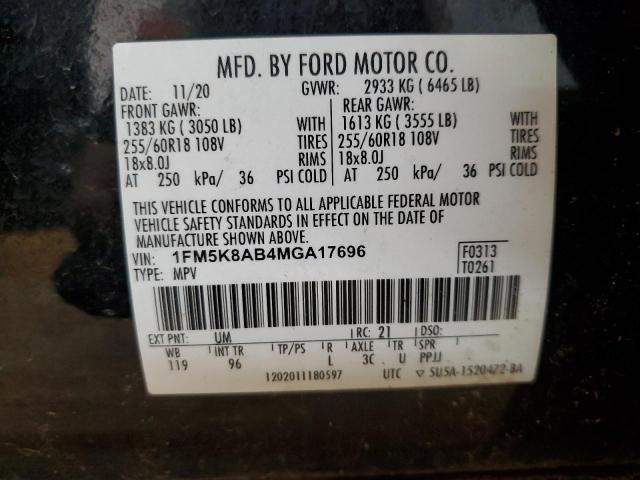 MFD. BY FORD MOTOR CO.
DATE: 11/20 GVWR: 2933 KG ( 6465 LB)
FRONT GAWR: REAR GAWR:
1383 KG ( 3050 LB) WITH 1613 KG ( 3555 LB) WITH
255/60R18 108V TIRES 255/60R18 108V TIRES
18x8.0J RIMS 18x8.0J RIMS
AT 250 kPa/ 36 PSI COLD AT 250 kPa/ 36 PSI COLD
THIS VEHICLE CONFORMS TO ALL APPLICABLE FEDERAL MOTOR
VEHICLE SAFETY STANDARDS IN EFFECT ON THE DATE OF
MANUFACTURE SHOWN ABOVE.
VIN: 1FM5K8AB4MGA17696 F0313
TYPE: MPV T0261
EXT PNT: UM RC: 21 DSO:
WB INT TR TP/PS R AXLE TR SPR
119 96 L 3C U PPJJ
1202011180597 UTC ▽ SU5A-1520472-BA